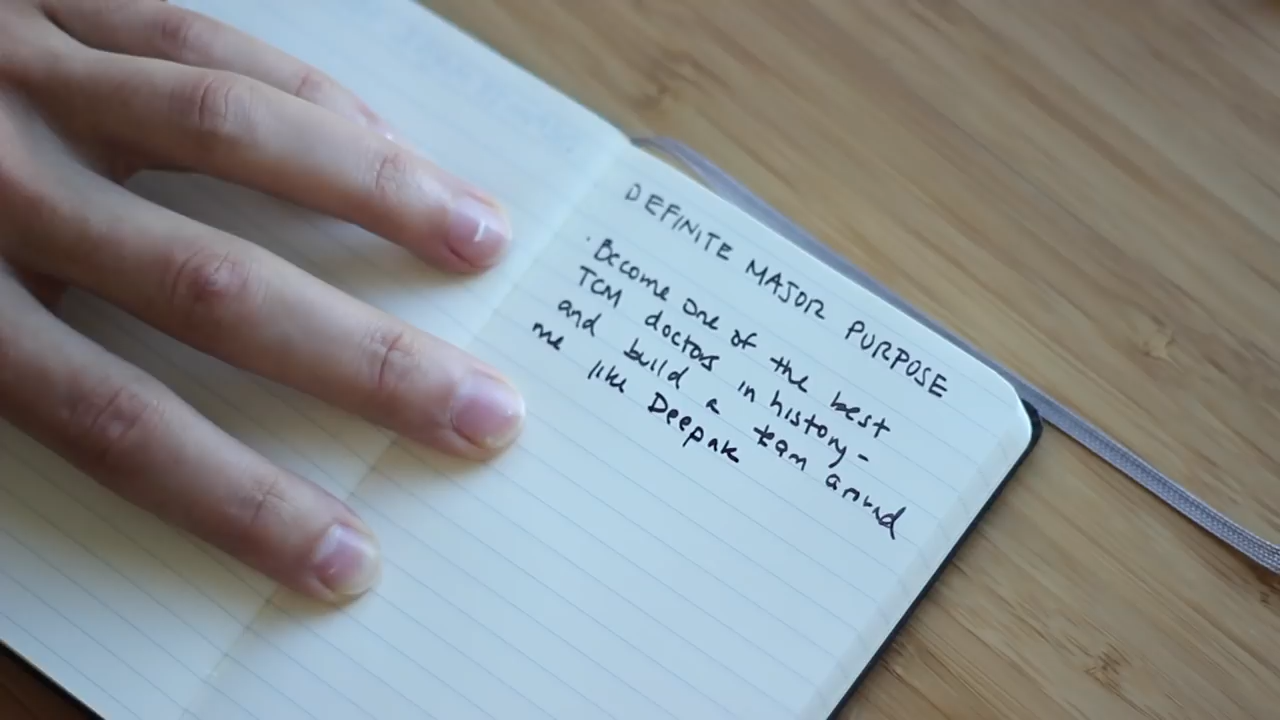 DEFINITE MAJOR PURPOSE
· Become one of the best
TCM doctors in history -
and build a team around
me like Deepak